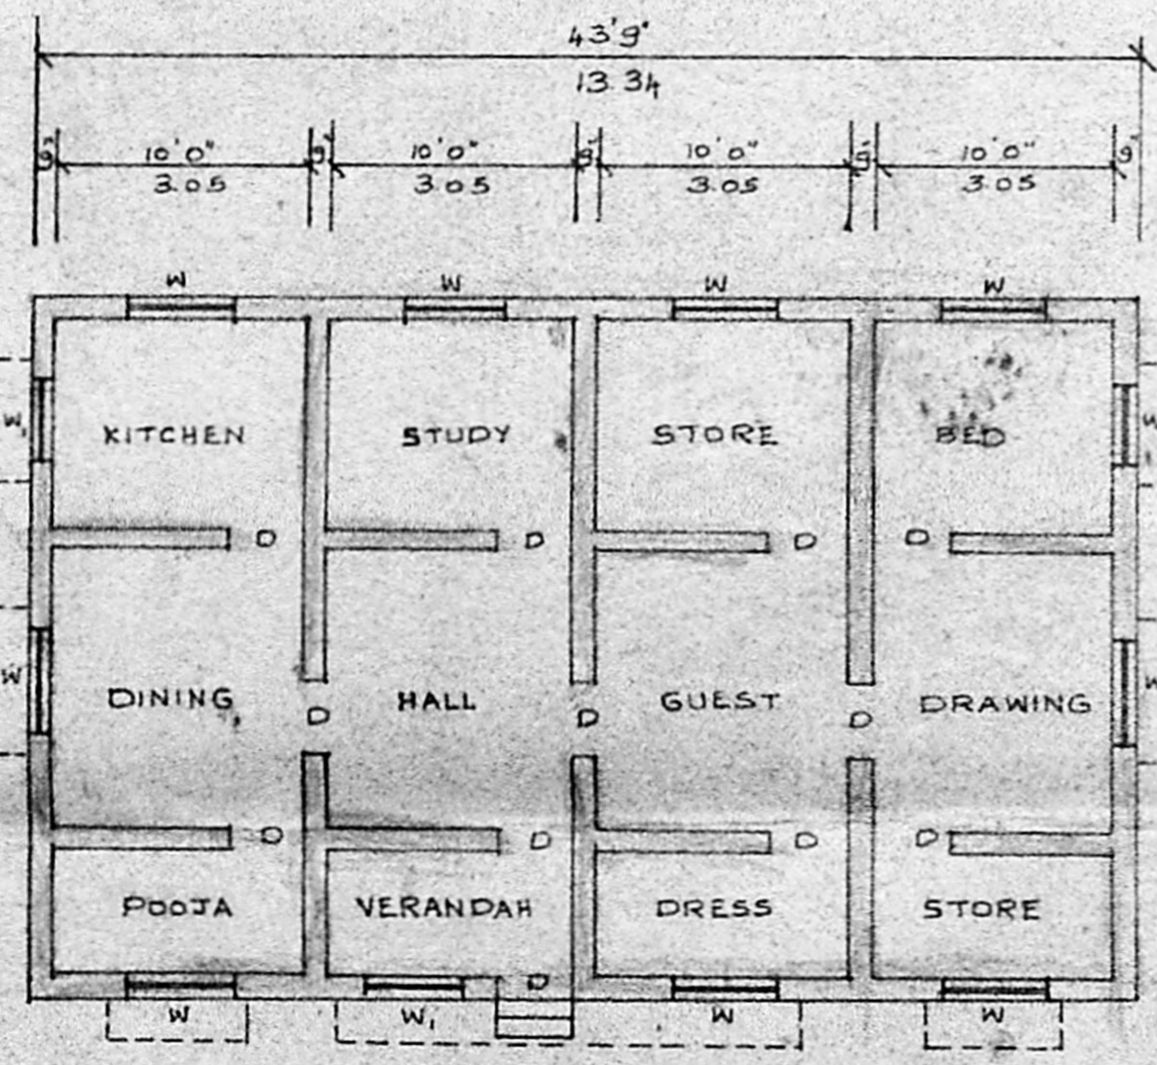 43'9"
13.34
9" 10'0" 9" 10'0" 9" 10'0" 9" 10'0" 9"
3.05 3.05 3.05 3.05
W W W W
W1 KITCHEN STUDY STORE BED W
D D D D
W DINING HALL GUEST DRAWING W
D D D
D D D D
POOJA VERANDAH DRESS STORE
D
W W1 W W